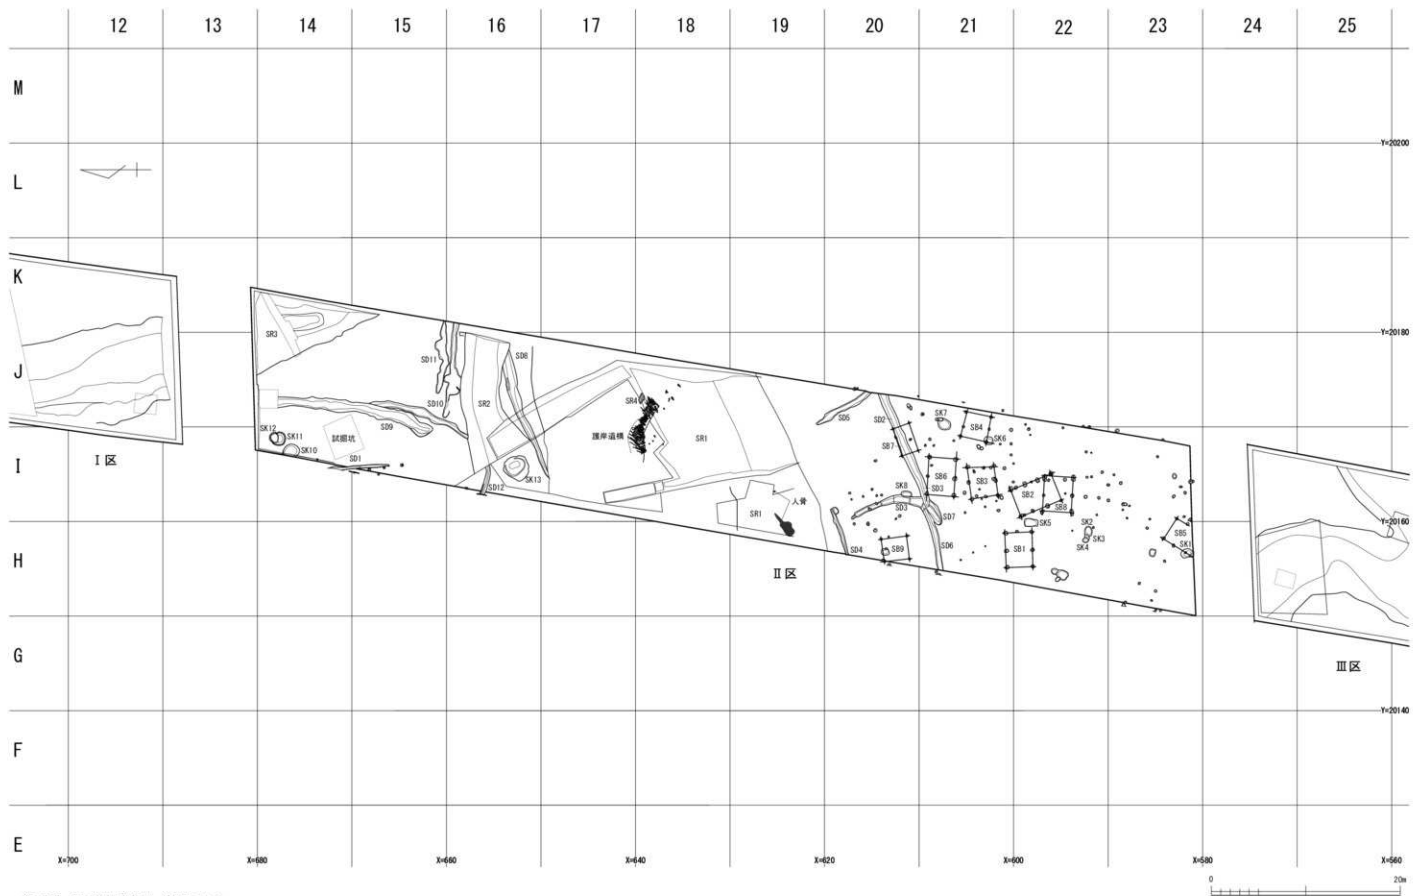 12 13 14 15 16 17 18 19 20 21 22 23 24 25
M
Y=20200
L
K
SR3
Y=20180
J
SD11
SD8
SD10
SR2
SR4
SD5
SD2
SK7
SB4
SK12
SK11
SD9
試掘坑
護岸遺構
SR1
SB7
SK6
SK10
I
I区
SD1
SK13
SB6
SB3
SD12
SD3
SB2
SK8
人骨
SD3
SB8
SR1
SD7
SK5
SK2
Y=20160
SB5
SK3
SK4
SD4
SB9
SD6
SB1
SK1
H
II区
G
III区
Y=20140
F
E
X=700 X=680 X=660 X=640 X=620 X=600 X=580 X=560
0 20m